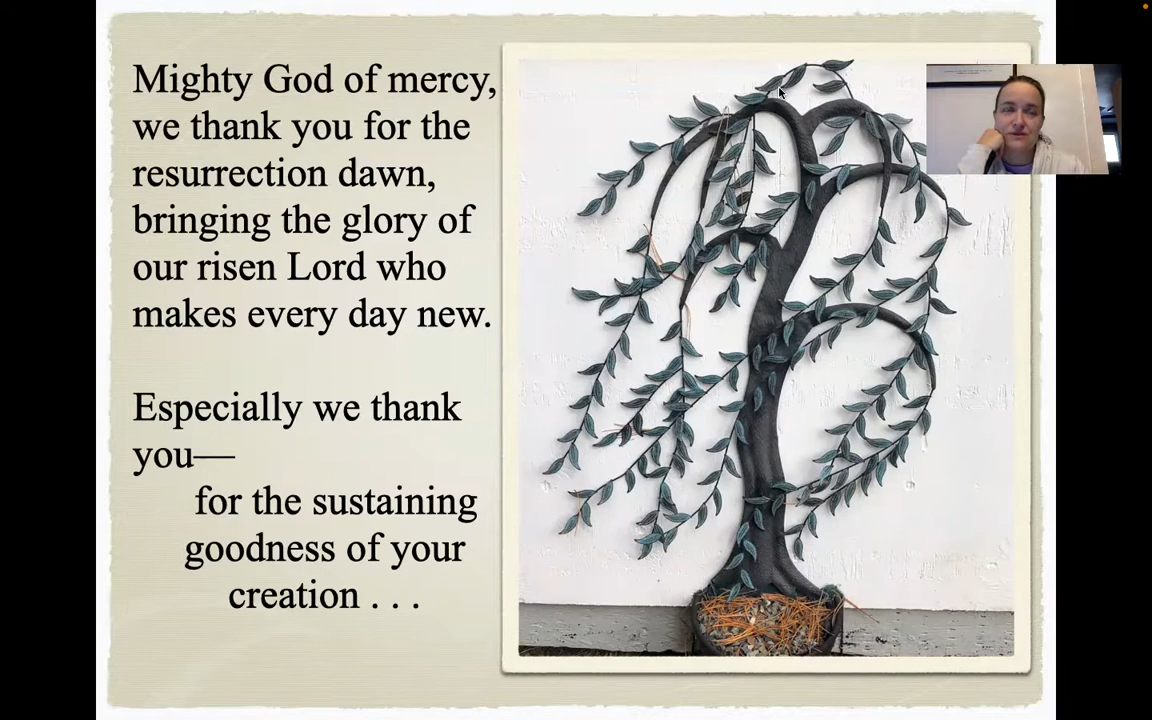 Mighty God of mercy,
we thank you for the
resurrection dawn,
bringing the glory of
our risen Lord who
makes every day new.
Especially we thank
you—
for the sustaining
goodness of your
creation . . .